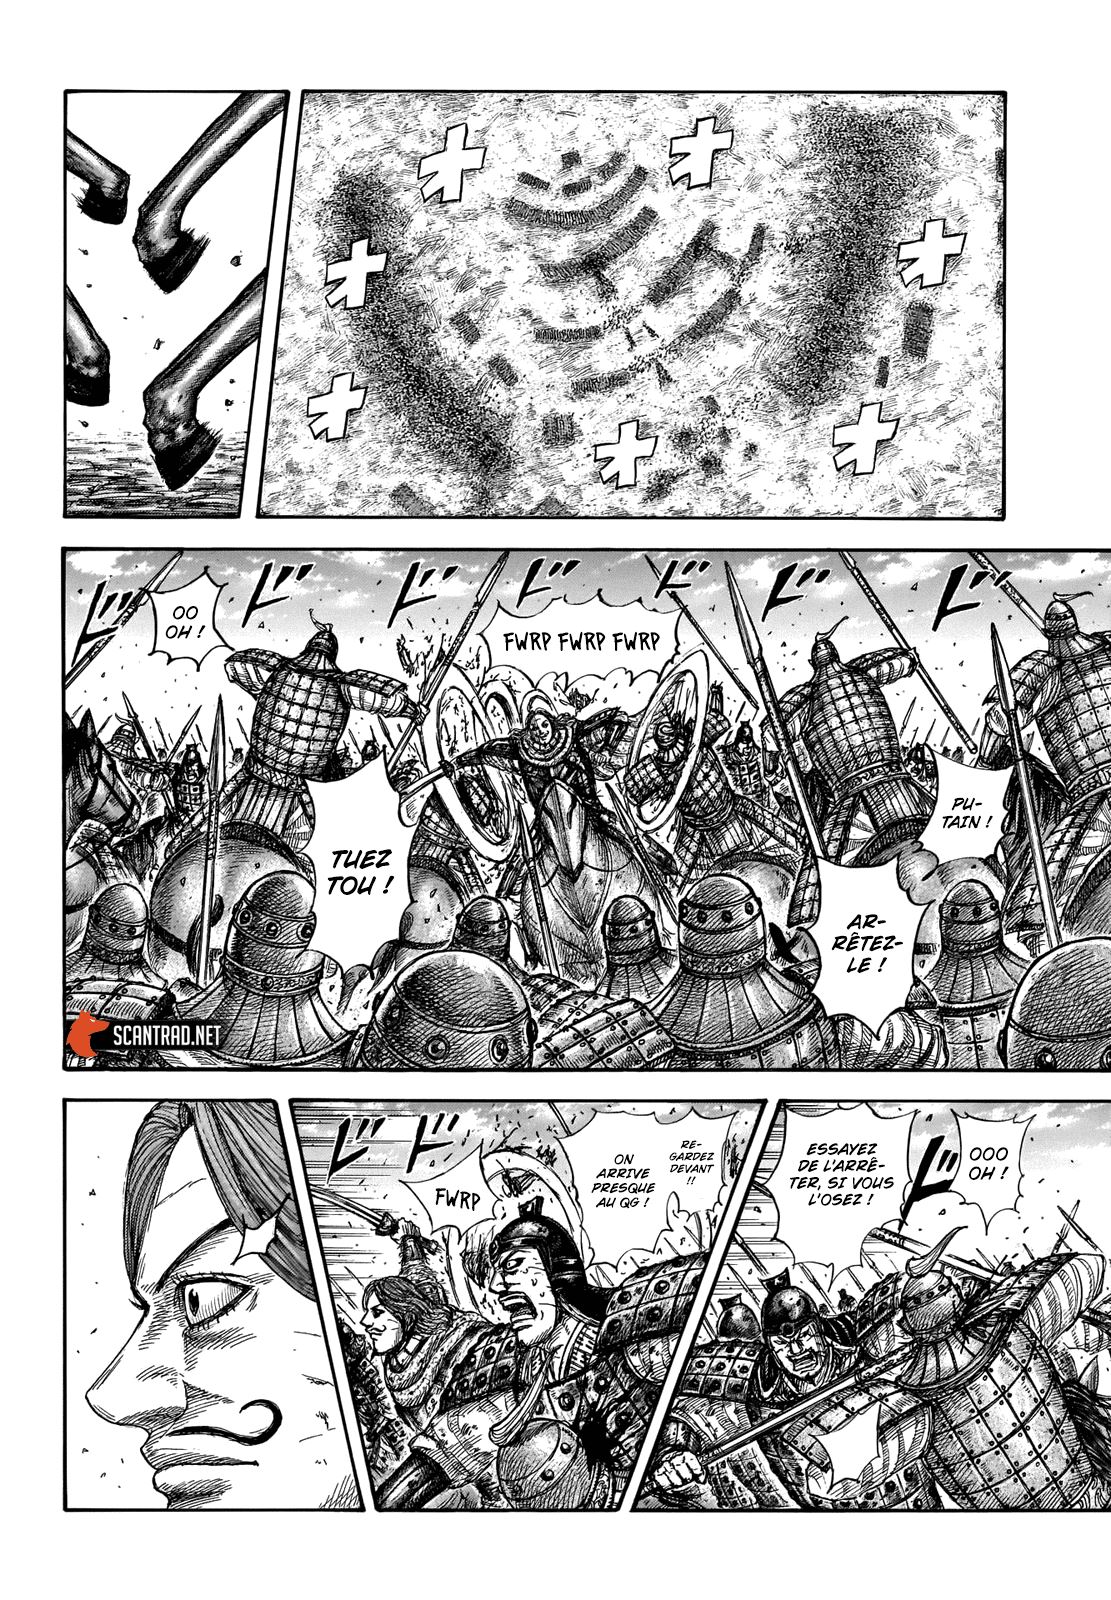 オ
オ
オ
オ
オ
オ
オ
PU-
TAIN !
AR-
RÊTEZ-
LE !
FWRP FWRP FWRP
TUEZ
TOU !
OO
OH !
ド
ド
ド
ド
ド
ド
ド
SCANTRAD.NET
OOO
OH !
ESSAYEZ
DE L'ARRÊ-
TER, SI VOUS
L'OSEZ !
ド
RE-
GARDEZ
DEVANT
!!
ON
ARRIVE
PRESQUE
AU QG !
FWRP
ド
ド